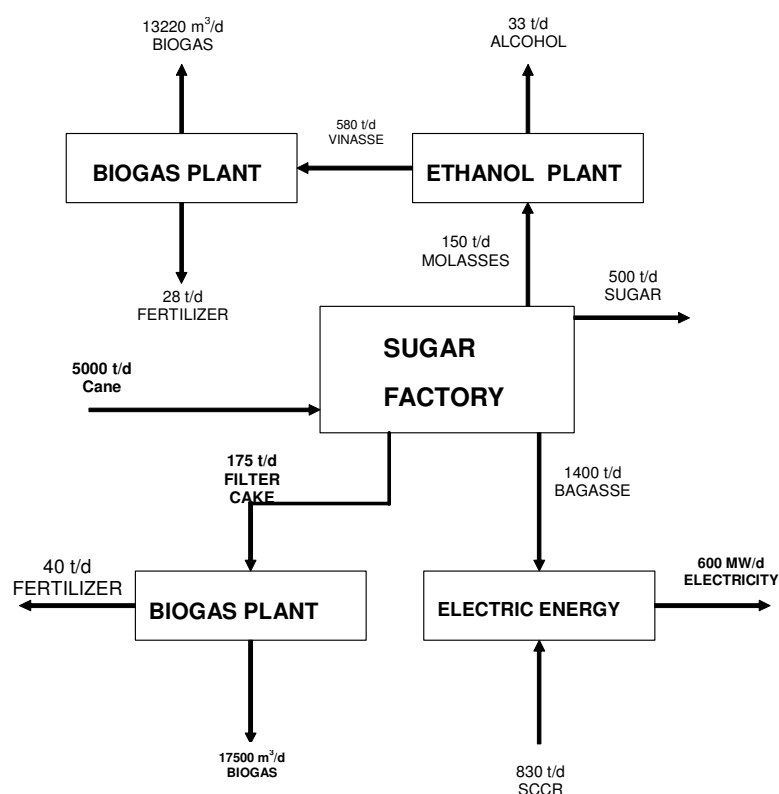 13220 m³/d
BIOGAS
33 t/d
ALCOHOL
580 t/d
VINASSE
BIOGAS PLANT
ETHANOL PLANT
150 t/d
MOLASSES
28 t/d
FERTILIZER
500 t/d
SUGAR
SUGAR
FACTORY
5000 t/d
Cane
175 t/d
FILTER
CAKE
1400 t/d
BAGASSE
40 t/d
FERTILIZER
BIOGAS PLANT
ELECTRIC ENERGY
600 MW/d
ELECTRICITY
17500 m³/d
BIOGAS
830 t/d
SCCR